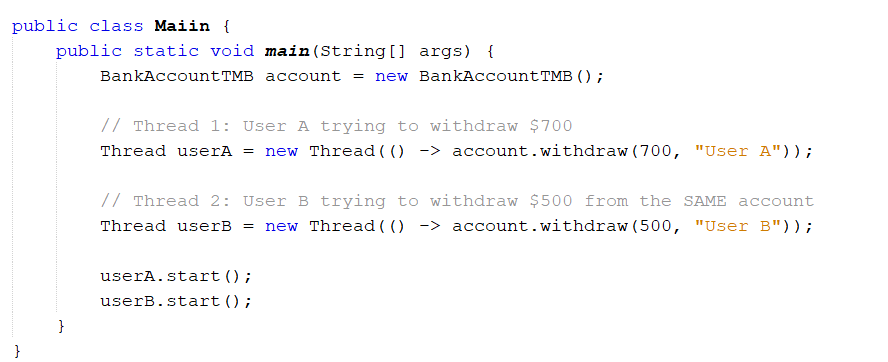 public class Maiin {
    public static void main(String[] args) {
        BankAccountTMB account = new BankAccountTMB();

        // Thread 1: User A trying to withdraw $700
        Thread userA = new Thread(() -> account.withdraw(700, "User A"));

        // Thread 2: User B trying to withdraw $500 from the SAME account
        Thread userB = new Thread(() -> account.withdraw(500, "User B"));

        userA.start();
        userB.start();
    }
}